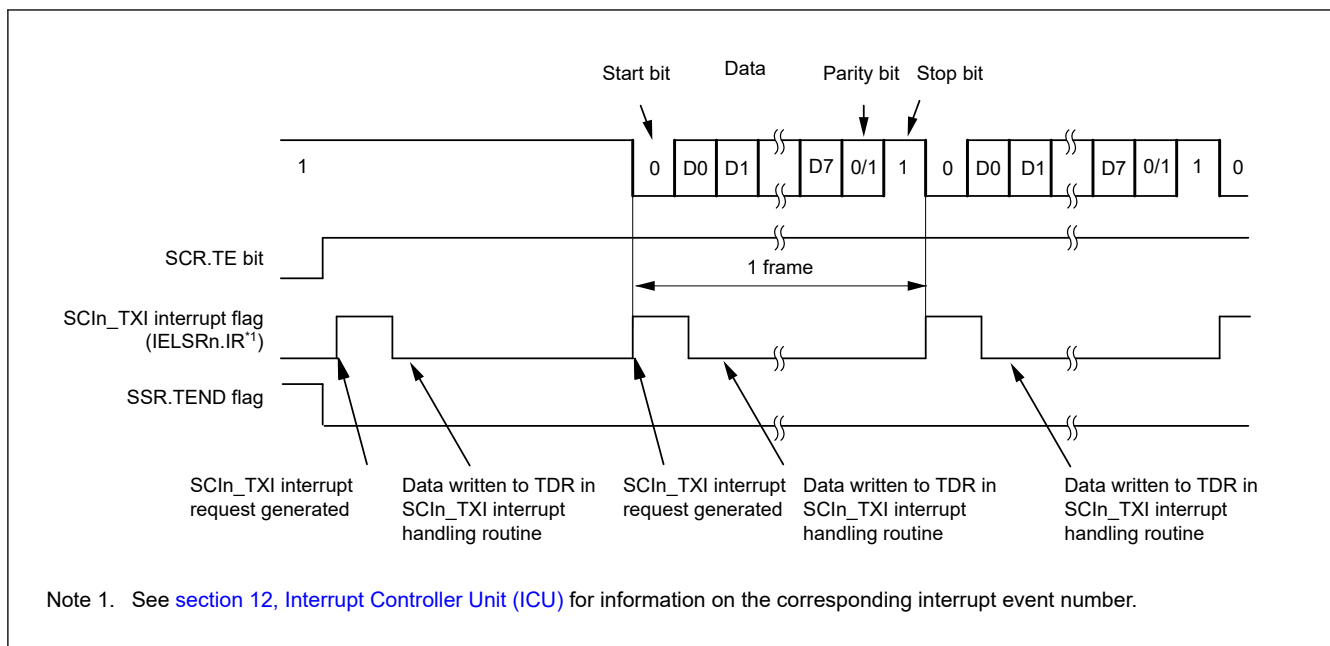 Start bit
Data
Parity bit
Stop bit
1
0
D0
D1
D7
0/1
1
0
D0
D1
D7
0/1
1
0
SCR.TE bit
1 frame
SCIn_TXI interrupt flag
(IELSRn.IR*1)
SSR.TEND flag
SCIn_TXI interrupt
request generated
Data written to TDR in
SCIn_TXI interrupt
handling routine
SCIn_TXI interrupt
request generated
Data written to TDR in
SCIn_TXI interrupt
handling routine
Data written to TDR in
SCIn_TXI interrupt
handling routine
Note 1. See section 12, Interrupt Controller Unit (ICU) for information on the corresponding interrupt event number.